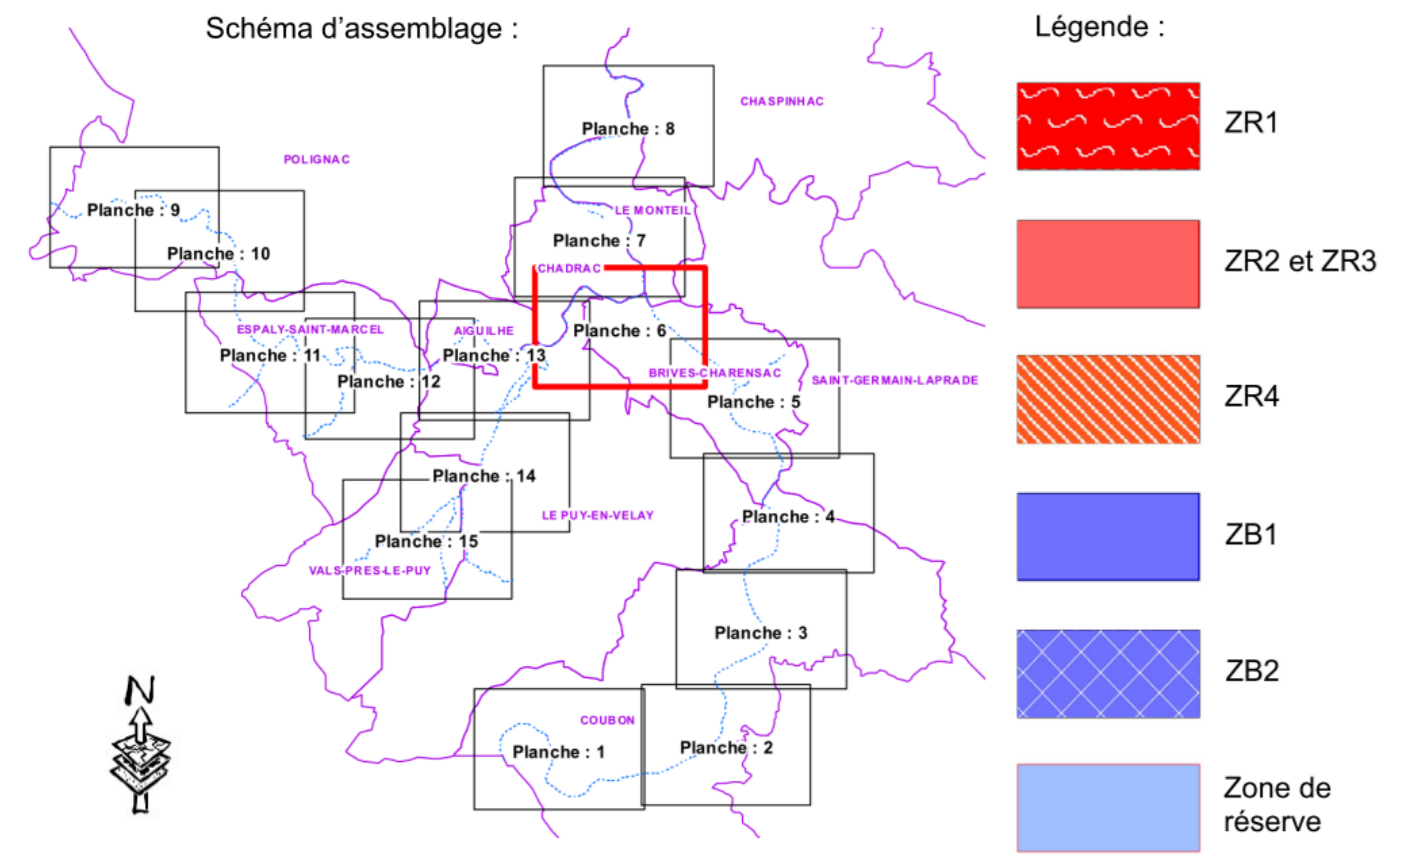 Schéma d’assemblage :
Légende :
CHASPINHAC
Planche : 8
ZR1
POLIGNAC
Planche : 9
LE MONTEIL
Planche : 7
Planche : 10
CHADRAC
ZR2 et ZR3
ESPALY-SAINT-MARCEL
AIGUILHE
Planche : 6
Planche : 11
Planche : 13
Planche : 12
BRIVES-CHARENSAC
SAINT-GERMAIN-LAPRADE
Planche : 5
ZR4
Planche : 14
LE PUY-EN-VELAY
Planche : 4
Planche : 15
VALS-PRES-LE-PUY
ZB1
Planche : 3
ZB2
N
COUBON
Planche : 1
Planche : 2
Zone de
réserve